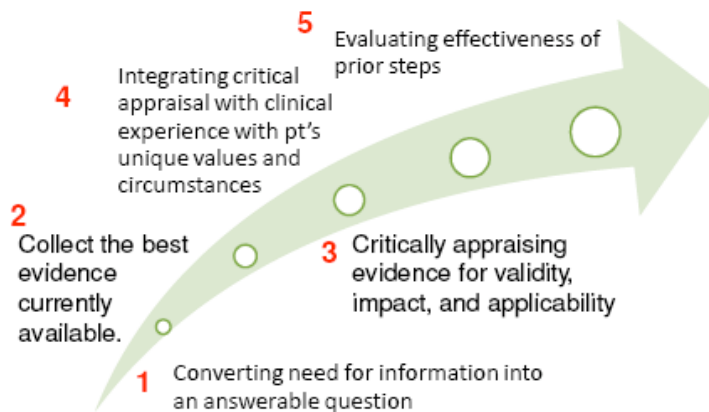 5
Evaluating effectiveness of
prior steps
4
Integrating critical
appraisal with clinical
experience with pt's
unique values and
circumstances
2
Collect the best
evidence
currently
available.
3
Critically appraising
evidence for validity,
impact, and applicability
1
Converting need for information into
an answerable question